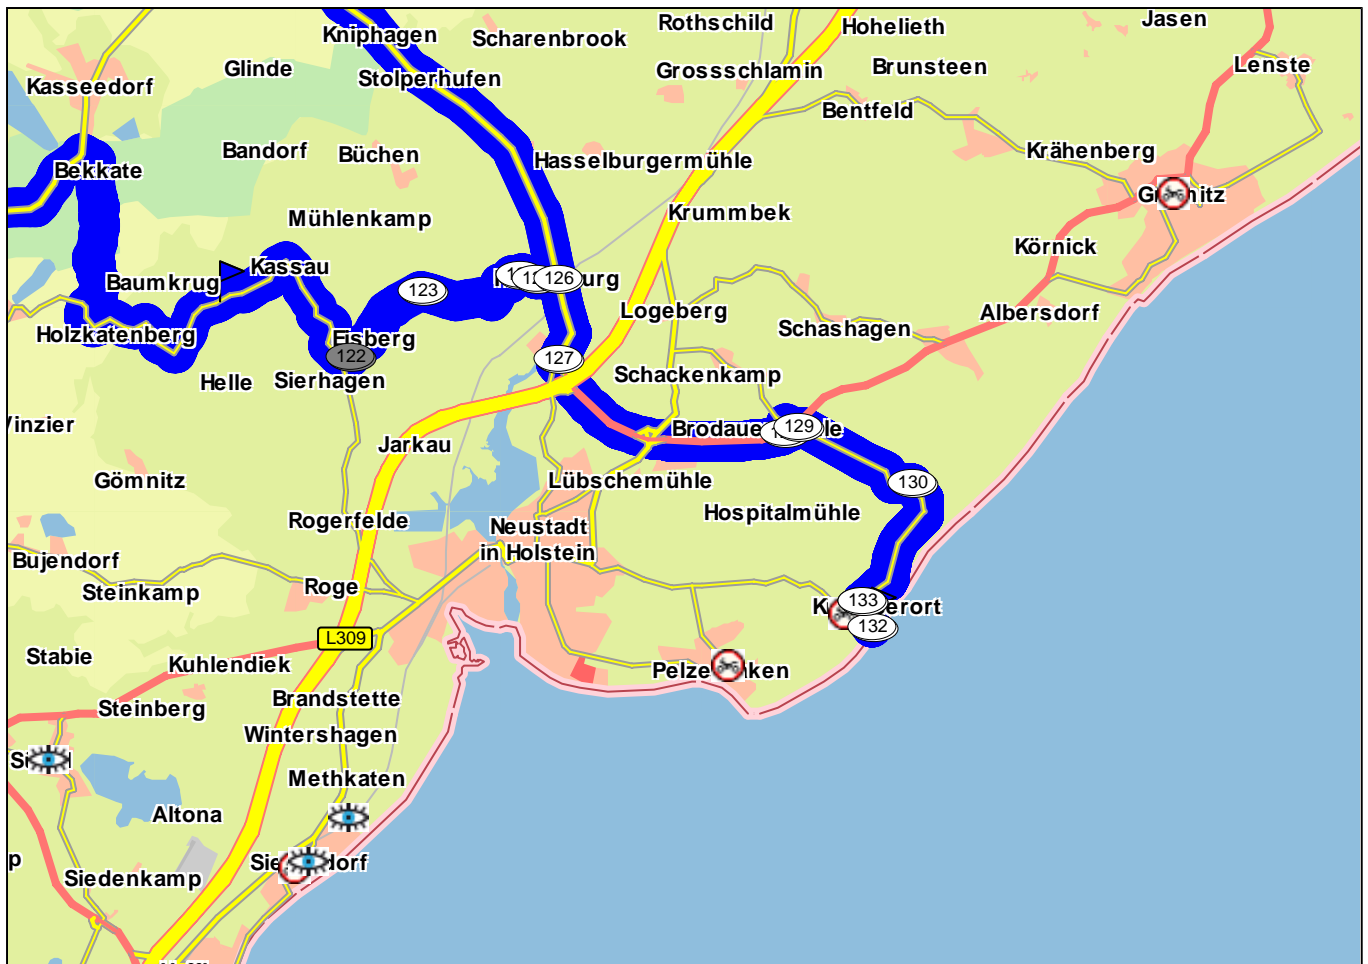 Rothschild
Hohelieth
Jasen
Kniphagen
Scharenbrook
Glinde
Stolperhufen
Grossschlamin
Brunsteen
Lenste
Kasseedorf
Bentfeld
Bandorf
Büchen
Hasselburgermühle
Krähenberg
Bekkate
Mühlenkamp
Krummbek
Körnick
Baumkrug
Kassau
123
126
Logeberg
Albersdorf
Holzkatenberg
Eisberg
122
127
Schashagen
Helle
Sierhagen
Schackenkamp
129
Jarkau
Gömnitz
Lübschemühle
130
Rogerfelde
Neustadt
in Holstein
Hospitalmühle
Bujendorf
Steinkamp
Roge
133
132
L309
Stabie
Kuhlendiek
Steinberg
Brandstette
Wintershagen
Methkaten
Altona
Siedenkamp